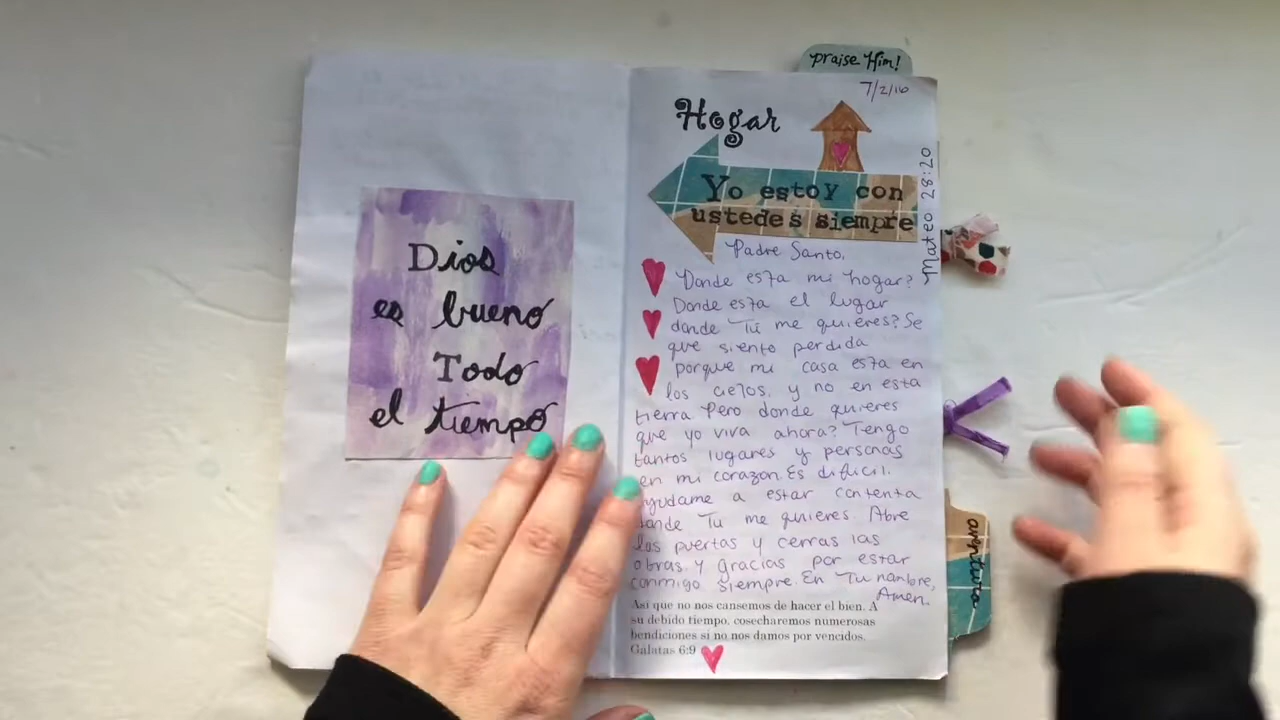 praise Him!
7/2/16
Hogar
Yo estoy con
ustedes siempre
Mateo 28:20
Dios
es bueno
Todo
el tiempo
Padre Santo,
Donde esta mi hogar?
Donde esta el lugar
donde Tú me quieres? Se
que siento perdida
porque mi casa esta en
los cielos, y no en esta
tierra. Pero donde quieres
que yo viva ahora? Tengo
tantos lugares y personas
en mi corazon. Es dificil.
ayudame a estar contenta
donde Tu me quieres. Abre
las puertas y cerras las
obras. y gracias por estar
conmigo siempre. En Tu nombre,
Amen.
aventura
Así que no nos cansemos de hacer el bien. A
su debido tiempo, cosecharemos numerosas
bendiciones si no nos damos por vencidos.
Gálatas 6:9